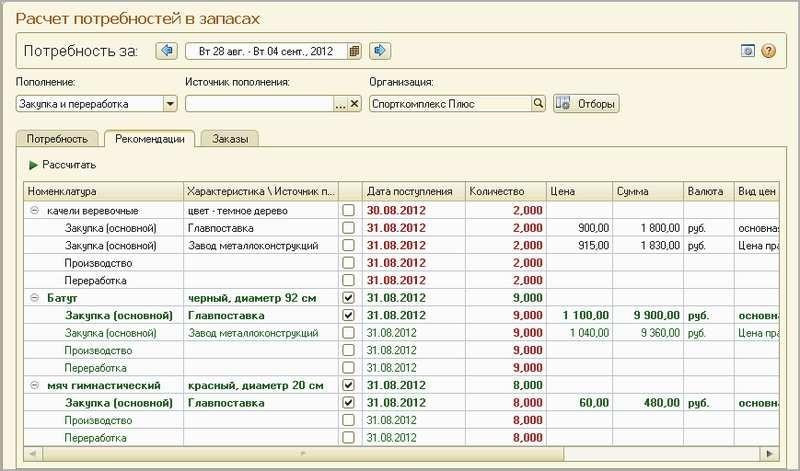 Расчет потребностей в запасах
Потребность за: Вт 28 авг. - Вт 04 сент., 2012
Пополнение: Источник пополнения: Организация:
Закупка и переработка ... Спорткомплекс Плюс Отборы
Потребность Рекомендации Заказы
Рассчитать
Номенклатура Характеристика \ Источник п... Дата поступления Количество Цена Сумма Валюта Вид цен
качели веревочные цвет - темное дерево 30.08.2012 2,000
Закупка (основной) Главпоставка 31.08.2012 2,000 900,00 1 800,00 руб. основная
Закупка (основной) Завод металлоконструкций 31.08.2012 2,000 915,00 1 830,00 руб. Цена пра
Производство 31.08.2012 2,000
Переработка 31.08.2012 2,000
Батут черный, диаметр 92 см 31.08.2012 9,000
Закупка (основной) Главпоставка 31.08.2012 9,000 1 100,00 9 900,00 руб. основн
Закупка (основной) Завод металлоконструкций 31.08.2012 9,000 1 040,00 9 360,00 руб. Цена пра
Производство 31.08.2012 9,000
Переработка 31.08.2012 9,000
мяч гимнастический красный, диаметр 20 см 31.08.2012 8,000
Закупка (основной) Главпоставка 31.08.2012 8,000 60,00 480,00 руб. основн
Производство 31.08.2012 8,000
Переработка 31.08.2012 8,000